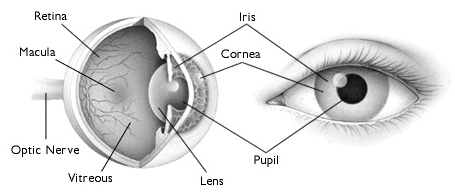 Retina
Macula
Optic Nerve
Vitreous
Iris
Cornea
Pupil
Lens